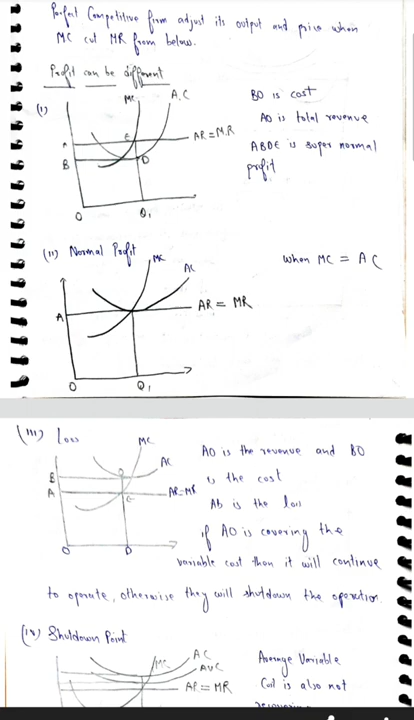 Perfect Competitive firm adjust its output and price when
MC cut MR from below.
Profit can be different
(i)
MC
A.C
E
AR=M.R
A
B
D
O
Q1
BO is cost
AO is total revenue
ABDE is super normal
profit
(ii) Normal Profit
MC
AC
when MC = AC
AR = MR
A
O
Q1
(iii) Loss
MC
AC
B
A
AR=MR
O
D
AO is the revenue and BO
is the cost
Ab is the loss
if AO is covering the
variable cost then it will continue
to operate, otherwise they will shutdown the operation.
(iv) Shutdown Point
MC
AC
AVC
AR = MR
Average Variable
Cost is also not